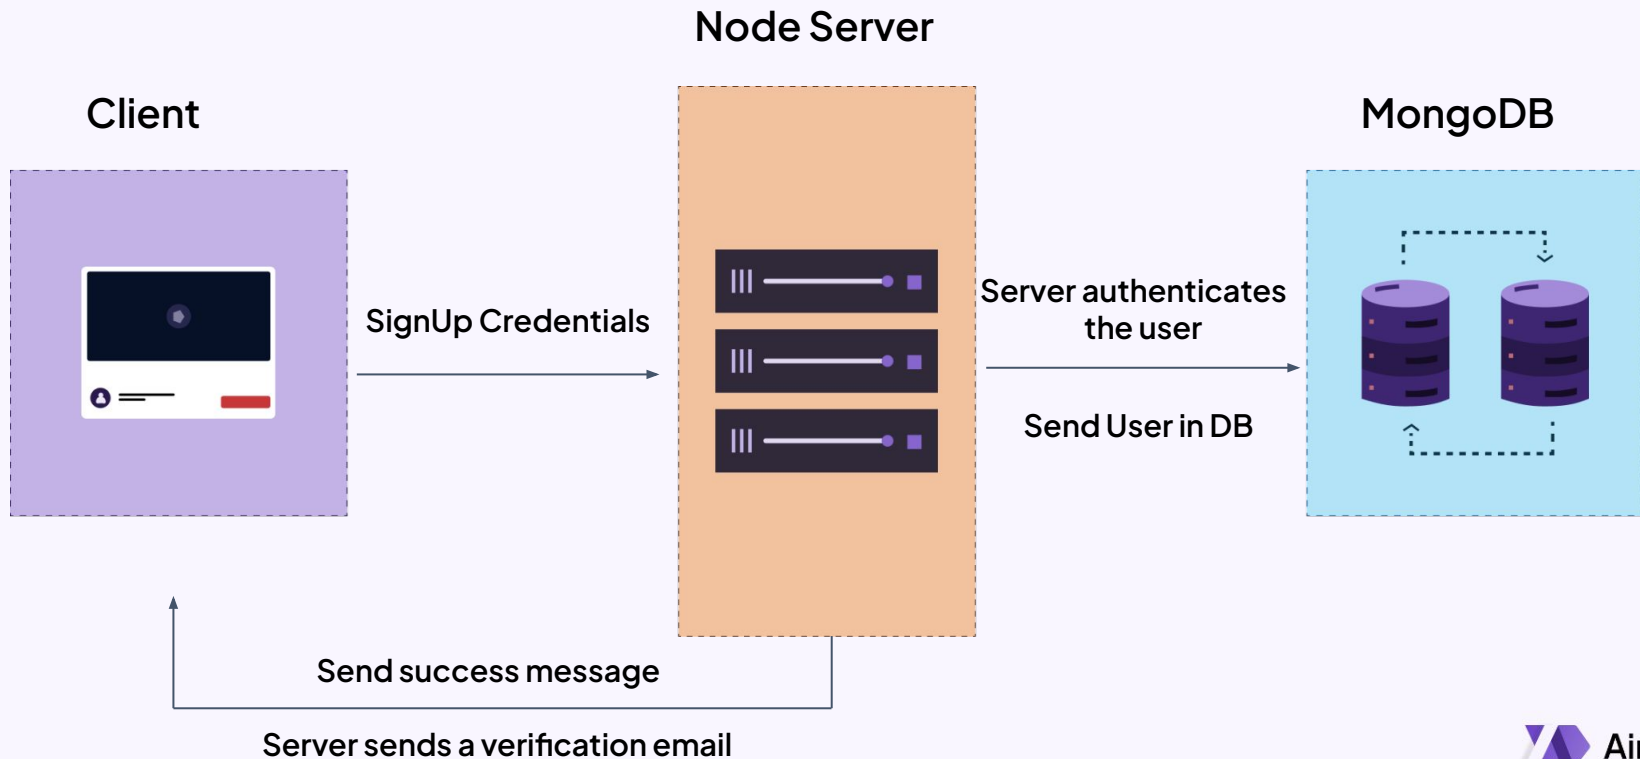 Node Server
Client
MongoDB
SignUp Credentials
Server authenticates
the user
Send User in DB
Send success message
Server sends a verification email